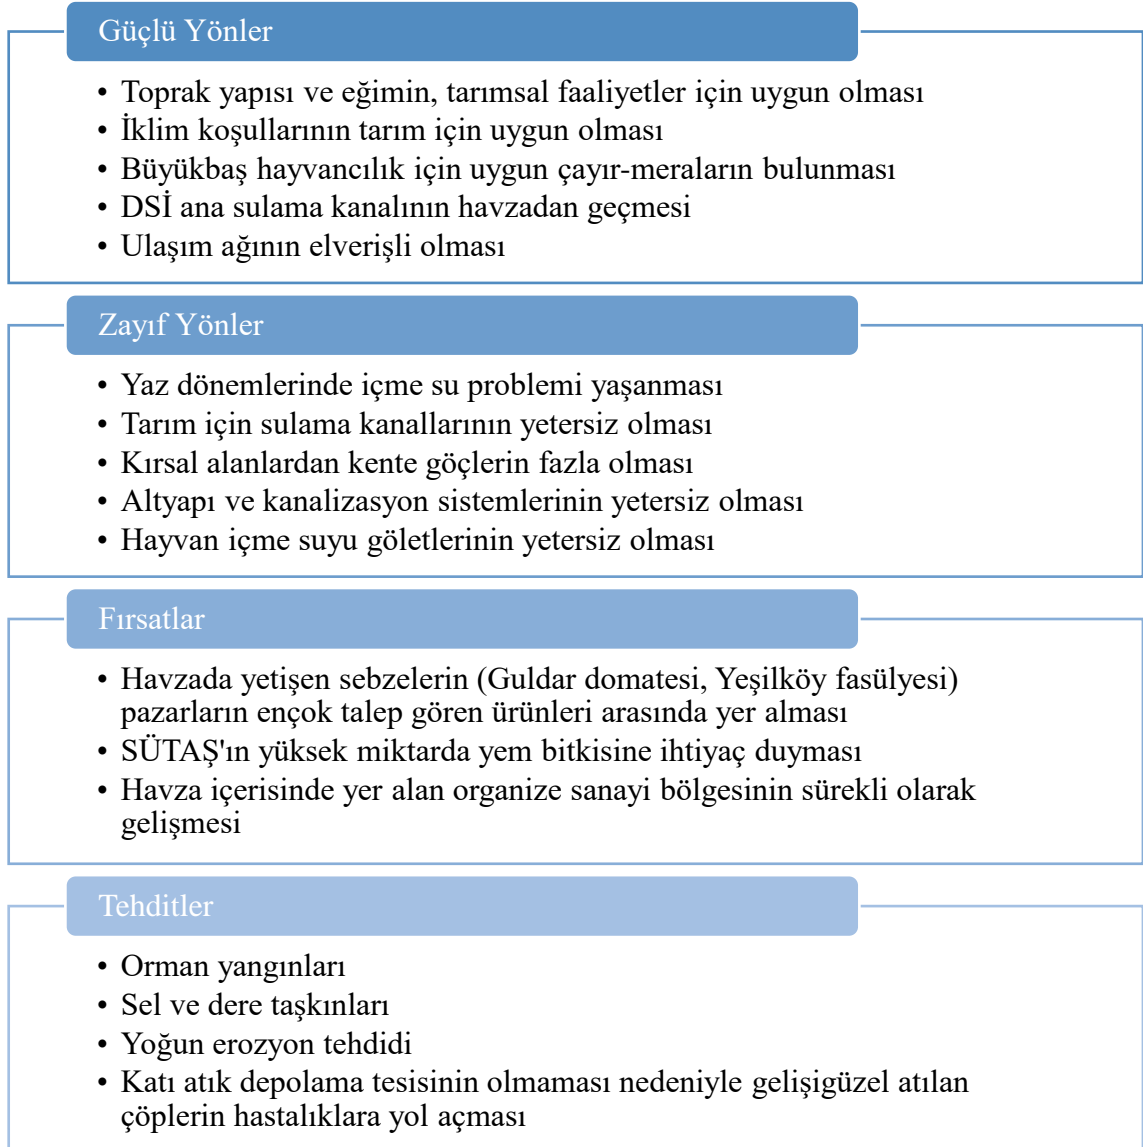 Güçlü Yönler
• Toprak yapısı ve eğimin, tarımsal faaliyetler için uygun olması
• İklim koşullarının tarım için uygun olması
• Büyükbaş hayvancılık için uygun çayır-meraların bulunması
• DSİ ana sulama kanalının havzadan geçmesi
• Ulaşım ağının elverişli olması
Zayıf Yönler
• Yaz dönemlerinde içme su problemi yaşanması
• Tarım için sulama kanallarının yetersiz olması
• Kırsal alanlardan kente göçlerin fazla olması
• Altyapı ve kanalizasyon sistemlerinin yetersiz olması
• Hayvan içme suyu göletlerinin yetersiz olması
Fırsatlar
• Havzada yetişen sebzelerin (Guldar domatesi, Yeşilköy fasülyesi)
pazarların ençok talep gören ürünleri arasında yer alması
• SÜTAŞ'ın yüksek miktarda yem bitkisine ihtiyaç duyması
• Havza içerisinde yer alan organize sanayi bölgesinin sürekli olarak
gelişmesi
Tehditler
• Orman yangınları
• Sel ve dere taşkınları
• Yoğun erozyon tehdidi
• Katı atık depolama tesisinin olmaması nedeniyle gelişigüzel atılan
çöplerin hastalıklara yol açması